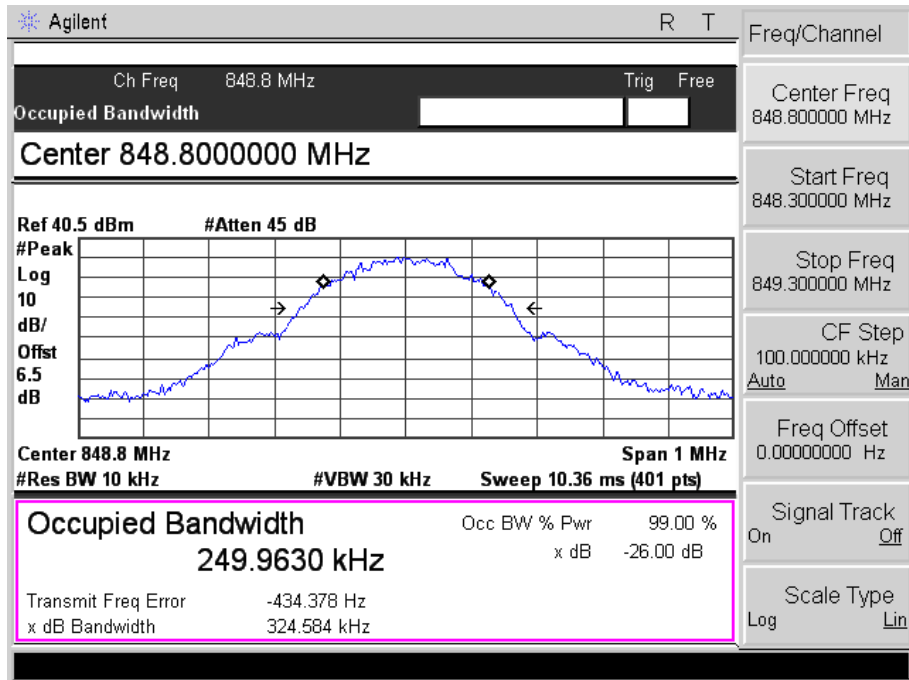 Agilent R T
Ch Freq 848.8 MHz Trig Free
Occupied Bandwidth
Center 848.8000000 MHz
Ref 40.5 dBm #Atten 45 dB
#Peak
Log
10
dB/
Offst
6.5
dB
Center 848.8 MHz Span 1 MHz
#Res BW 10 kHz #VBW 30 kHz Sweep 10.36 ms (401 pts)
Occupied Bandwidth
249.9630 kHz
Occ BW % Pwr 99.00 %
x dB -26.00 dB
Transmit Freq Error -434.378 Hz
x dB Bandwidth 324.584 kHz
Freq/Channel
Center Freq
848.800000 MHz
Start Freq
848.300000 MHz
Stop Freq
849.300000 MHz
CF Step
100.000000 kHz
Auto Man
Freq Offset
0.00000000 Hz
Signal Track
On Off
Scale Type
Log Lin